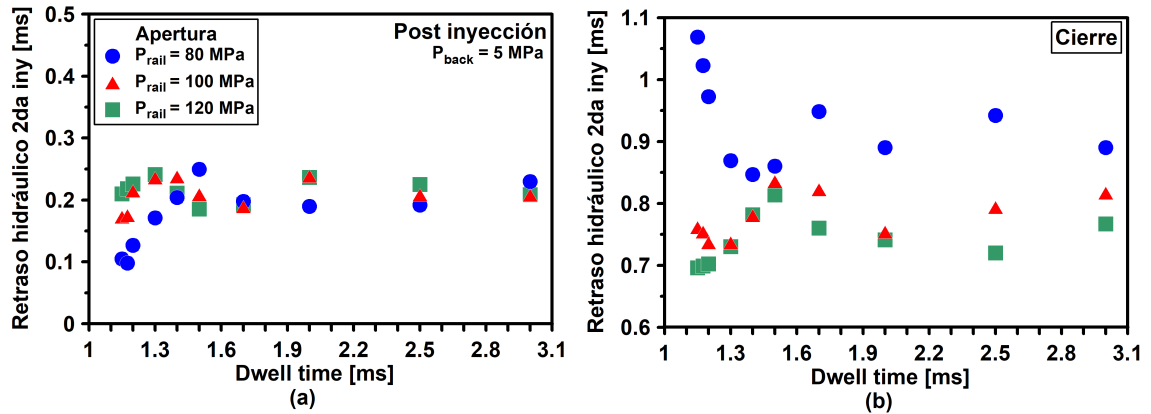 Retraso hidráulico 2da iny [ms]
0.5
0.4
0.3
0.2
0.1
0
Apertura
Prail = 80 MPa
Prail = 100 MPa
Prail = 120 MPa
Post inyección
Pback = 5 MPa
1 1.3 1.6 1.9 2.2 2.5 2.8 3.1
Dwell time [ms]
(a)
Retraso hidráulico 2da iny [ms]
1.1
1
0.9
0.8
0.7
0.6
Cierre
1 1.3 1.6 1.9 2.2 2.5 2.8 3.1
Dwell time [ms]
(b)